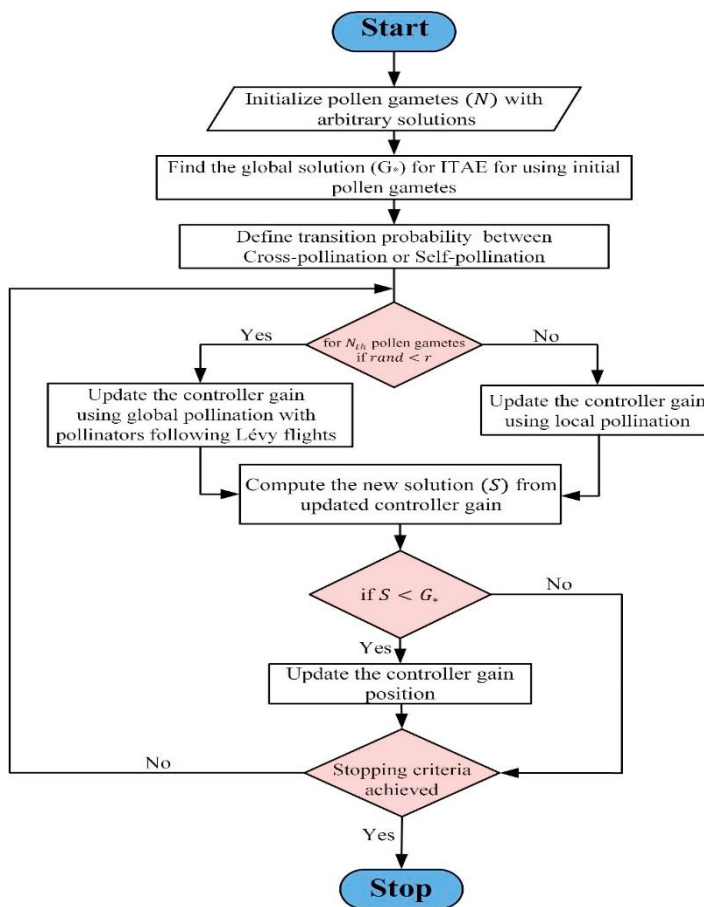 Start
Initialize pollen gametes (N) with
arbitrary solutions
Find the global solution (G*) for ITAE for using initial
pollen gametes
Define transition probability between
Cross-pollination or Self-pollination
Yes
for Nth pollen gametes
if rand < r
No
Update the controller gain
using global pollination with
pollinators following Lévy flights
Update the controller gain
using local pollination
Compute the new solution (S) from
updated controller gain
if S < G*
No
Yes
Update the controller gain
position
No
Stopping criteria
achieved
Yes
Stop